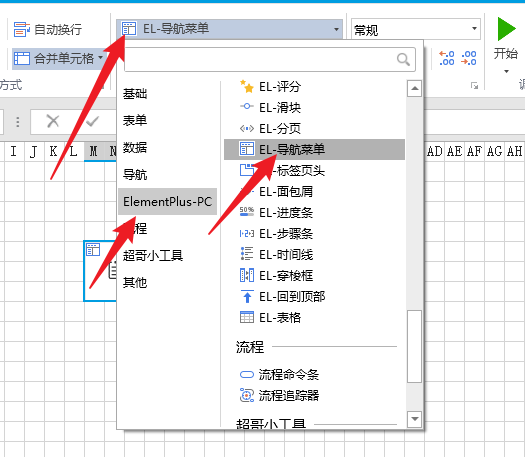 自动换行
EL-导航菜单
常规
合并单元格
开始
方式
基础
表单
数据
导航
ElementPlus-PC
程
超哥小工具
其他
EL-评分
EL-滑块
EL-分页
EL-导航菜单
EL-标签页头
EL-面包屑
EL-进度条
50%
EL-步骤条
EL-时间线
EL-穿梭框
EL-回到顶部
EL-表格
流程
流程命令条
流程追踪器
超哥小工具
I J K L M N AD AE AF AG AH